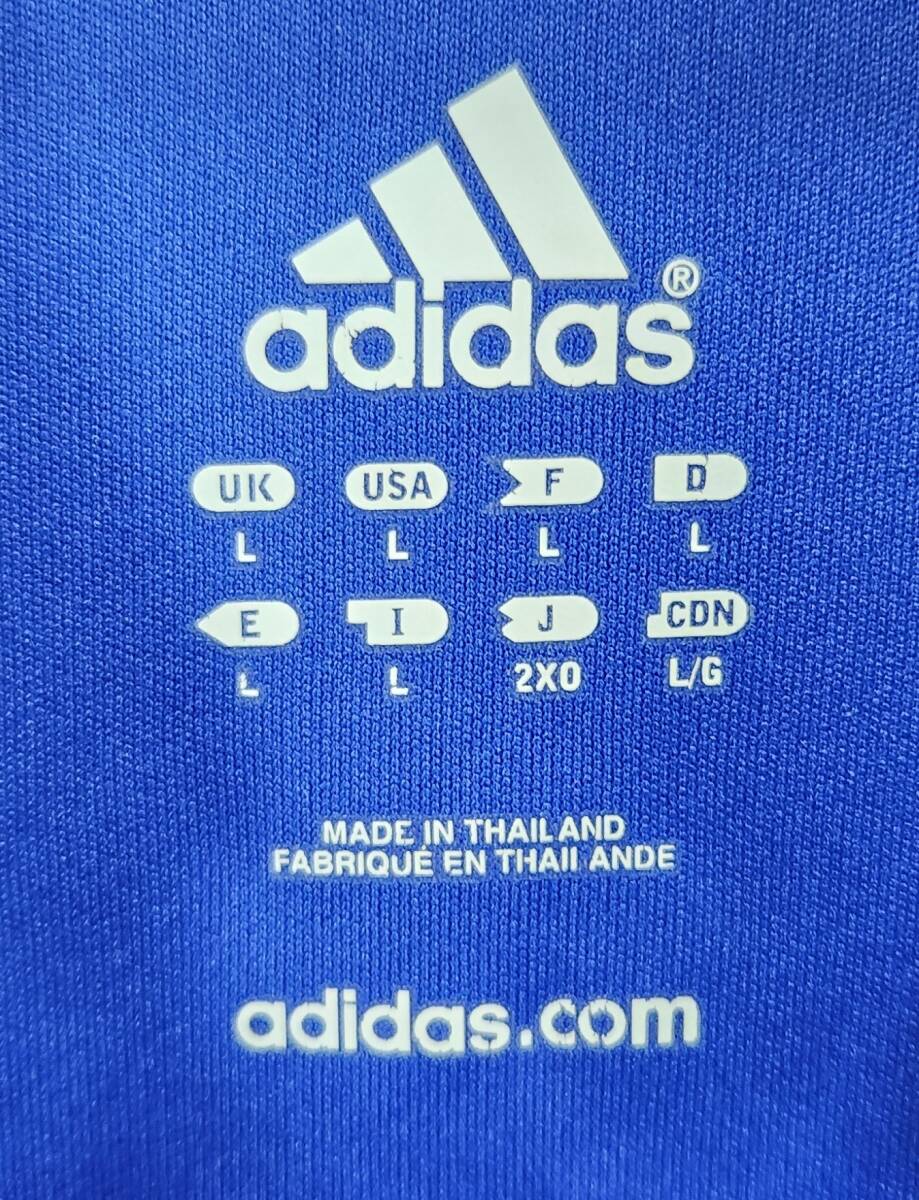 adidas®
UK USA F D
L L L L
E I J CDN
L L 2XO L/G
MADE IN THAILAND
FABRIQUÉ EN THAILANDE
adidas.com